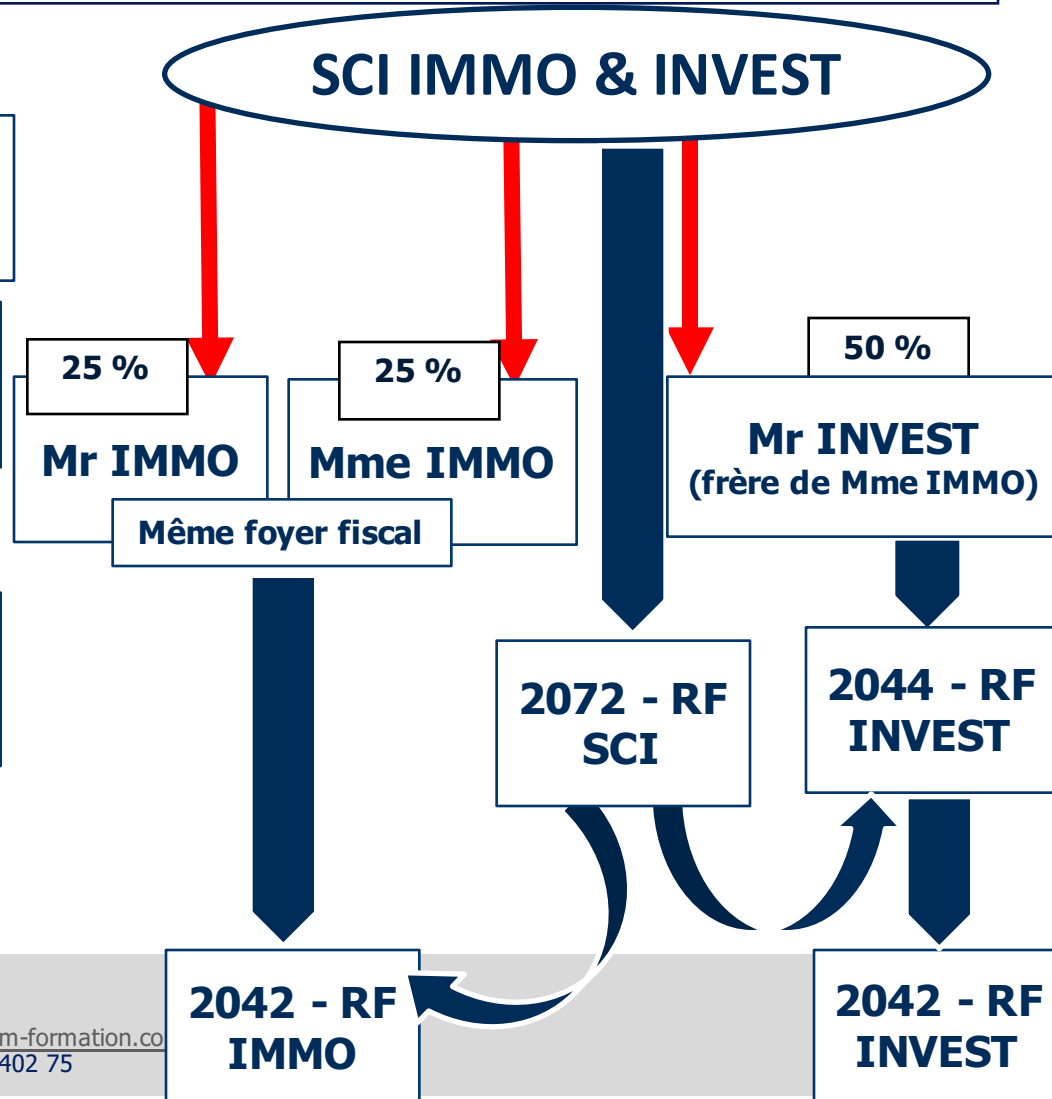 SCI IMMO & INVEST
25 %
25 %
50 %
Mr IMMO
Mme IMMO
Mr INVEST
(frère de Mme IMMO)
Même foyer fiscal
2072 - RF
SCI
2044 - RF
INVEST
2042 - RF
IMMO
2042 - RF
INVEST
m-formation.co
402 75